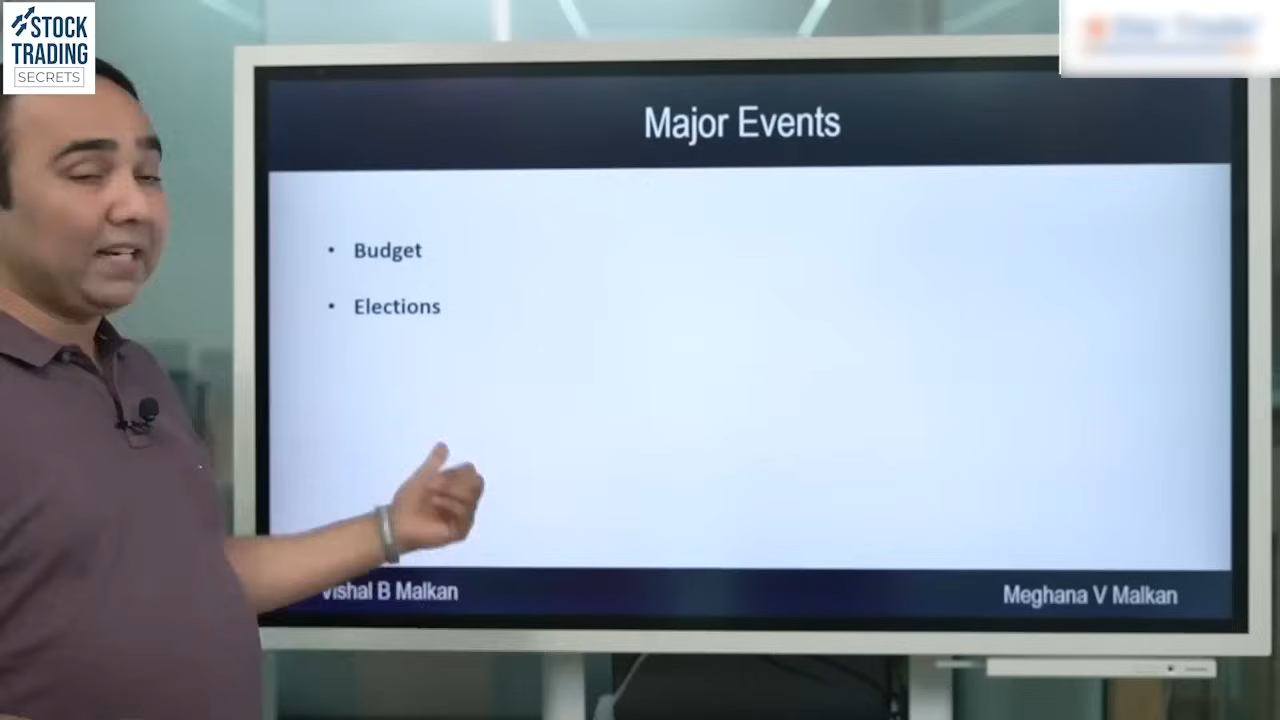 STOCK
TRADING
SECRETS
Major Events
• Budget
• Elections
Vishal B Malkan
Meghana V Malkan